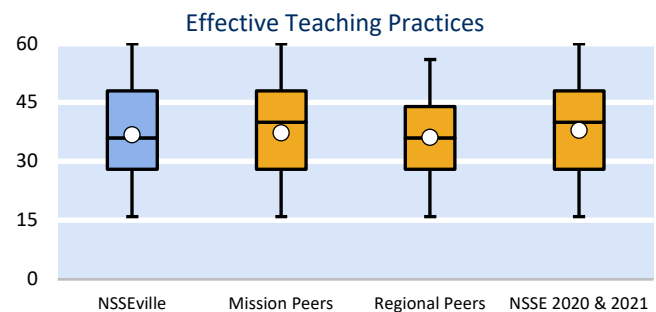 Effective Teaching Practices
60
45
30
15
0
NSSEville Mission Peers Regional Peers NSSE 2020 & 2021